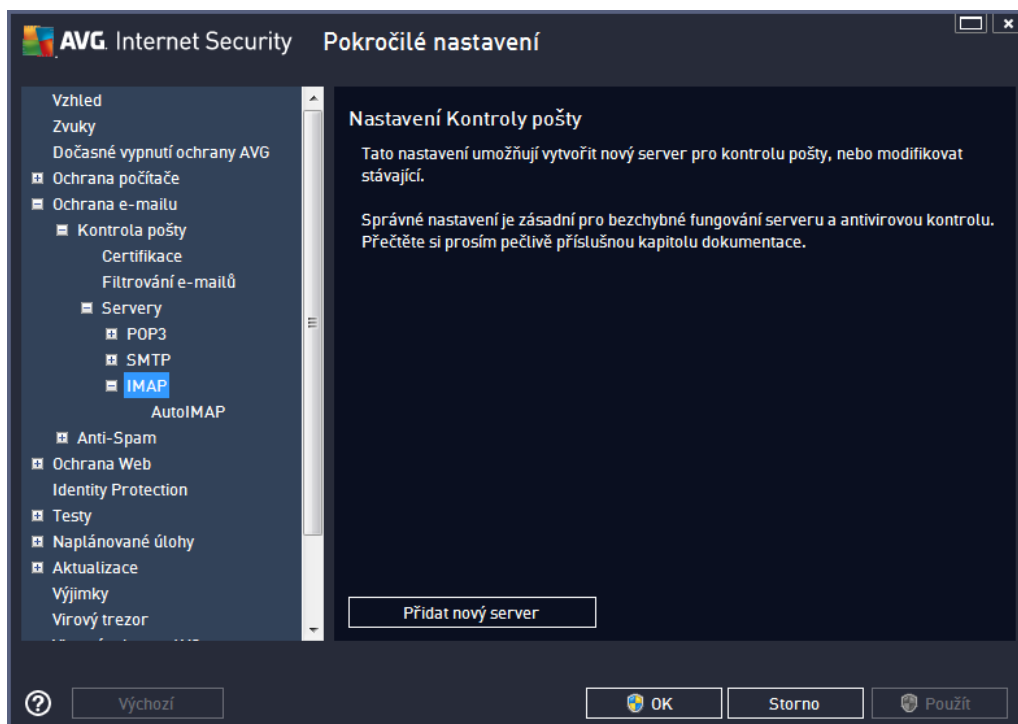 AVG. Internet Security Pokročilé nastavení
Vzhled
Zvuky
Dočasné vypnutí ochrany AVG
Ochrana počítače
Ochrana e-mailu
Kontrola pošty
Certifikace
Filtrování e-mailů
Servery
POP3
SMTP
IMAP
AutoIMAP
Anti-Spam
Ochrana Web
Identity Protection
Testy
Naplánované úlohy
Aktualizace
Výjimky
Virový trezor
Nastavení Kontroly pošty
Tato nastavení umožňují vytvořit nový server pro kontrolu pošty, nebo modifikovat
stávající.
Správné nastavení je zásadní pro bezchybné fungování serveru a antivirovou kontrolu.
Přečtěte si prosím pečlivě příslušnou kapitolu dokumentace.
Přidat nový server
Výchozí
OK
Storno
Použít